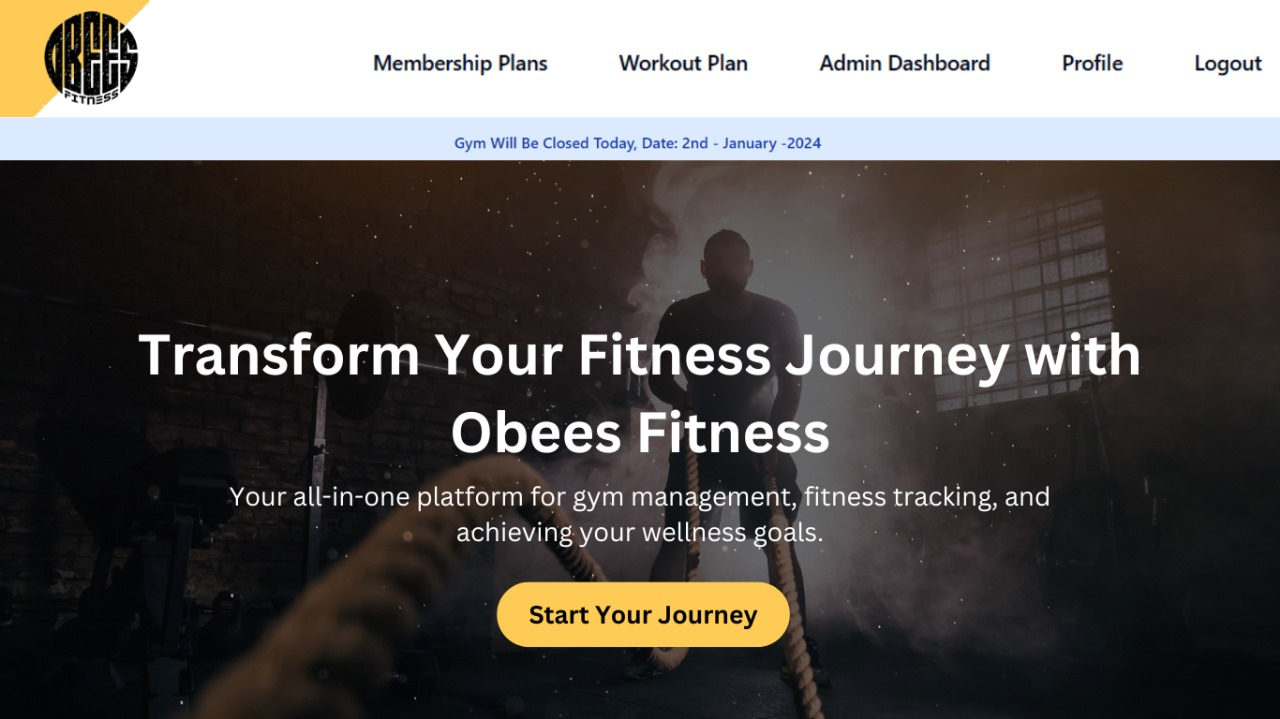 OBEES
FITNESS
Membership Plans Workout Plan Admin Dashboard Profile Logout
Gym Will Be Closed Today, Date: 2nd - January -2024
Transform Your Fitness Journey with
Obees Fitness
Your all-in-one platform for gym management, fitness tracking, and
achieving your wellness goals.
Start Your Journey